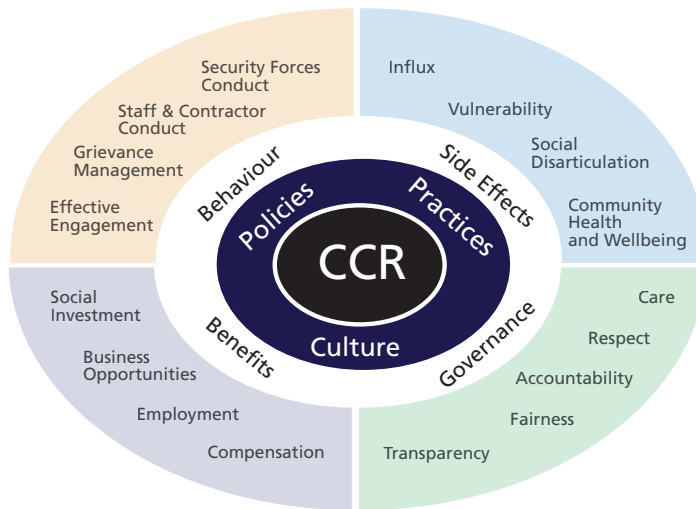 Security Forces
Conduct
Staff & Contractor
Conduct
Grievance
Management
Effective
Engagement
Influx
Vulnerability
Social
Disarticulation
Community
Health
and Wellbeing
Behaviour
Side Effects
Policies
Practices
CCR
Culture
Benefits
Governance
Social
Investment
Business
Opportunities
Employment
Compensation
Care
Respect
Accountability
Fairness
Transparency